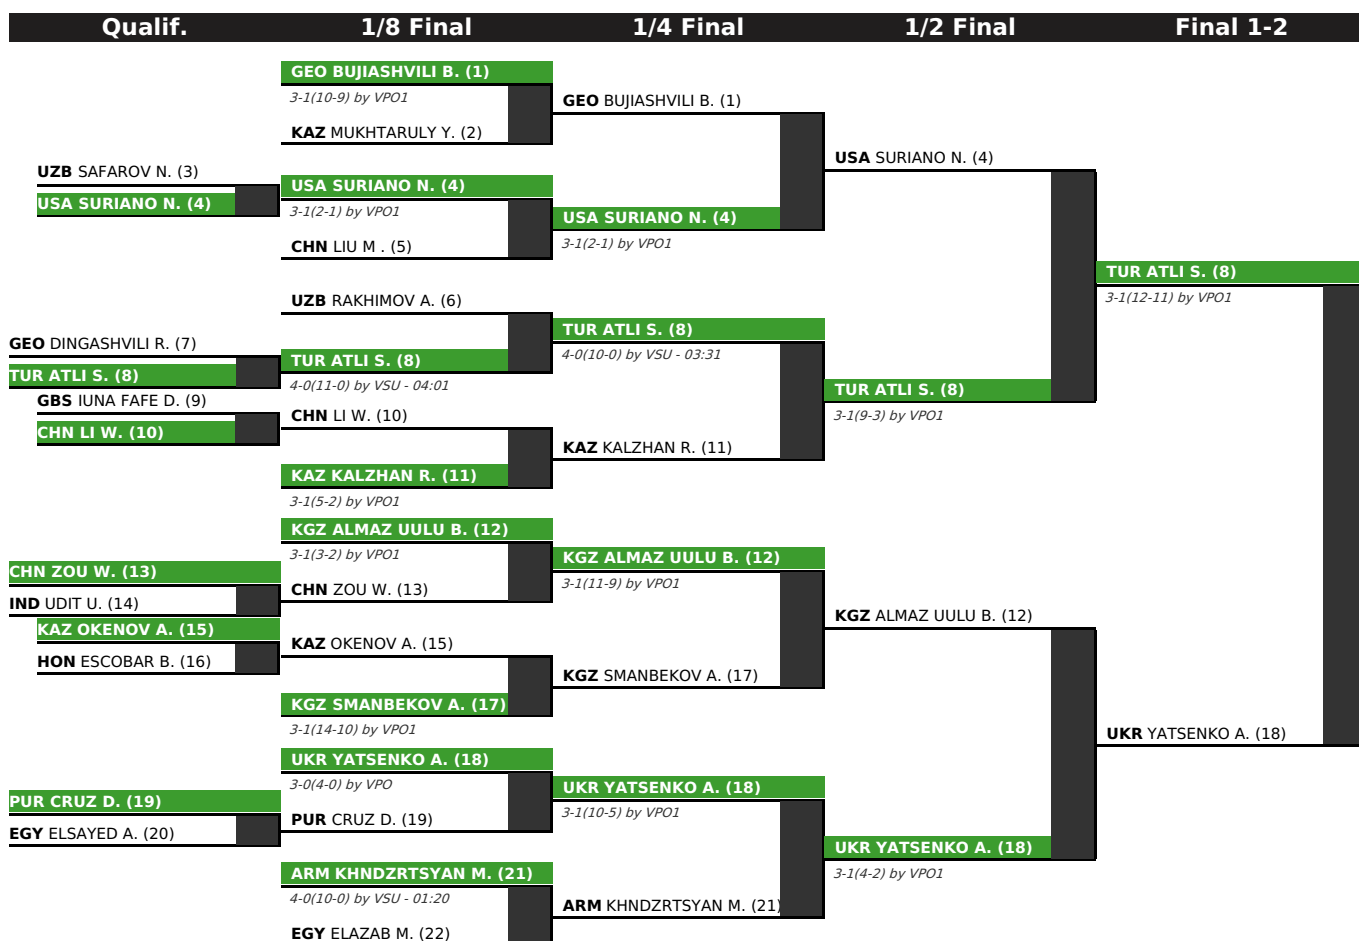 Qualif.
1/8 Final
1/4 Final
1/2 Final
Final 1-2
UZB SAFAROV N. (3)
USA SURIANO N. (4)
GEO DINGASHVILI R. (7)
TUR ATLI S. (8)
GBS IUNA FAFE D. (9)
CHN LI W. (10)
CHN ZOU W. (13)
IND UDIT U. (14)
KAZ OKENOV A. (15)
HON ESCOBAR B. (16)
PUR CRUZ D. (19)
EGY ELSAYED A. (20)
GEO BUJIASHVILI B. (1)
3-1(10-9) by VPO1
KAZ MUKHTARULY Y. (2)
USA SURIANO N. (4)
3-1(2-1) by VPO1
CHN LIU M . (5)
UZB RAKHIMOV A. (6)
TUR ATLI S. (8)
4-0(11-0) by VSU - 04:01
CHN LI W. (10)
KAZ KALZHAN R. (11)
3-1(5-2) by VPO1
KGZ ALMAZ UULU B. (12)
3-1(3-2) by VPO1
CHN ZOU W. (13)
KAZ OKENOV A. (15)
KGZ SMANBEKOV A. (17)
3-1(14-10) by VPO1
UKR YATSENKO A. (18)
3-0(4-0) by VPO
PUR CRUZ D. (19)
ARM KHNDZRTSYAN M. (21)
4-0(10-0) by VSU - 01:20
EGY ELAZAB M. (22)
GEO BUJIASHVILI B. (1)
USA SURIANO N. (4)
3-1(2-1) by VPO1
TUR ATLI S. (8)
4-0(10-0) by VSU - 03:31
KAZ KALZHAN R. (11)
KGZ ALMAZ UULU B. (12)
3-1(11-9) by VPO1
KGZ SMANBEKOV A. (17)
UKR YATSENKO A. (18)
3-1(10-5) by VPO1
ARM KHNDZRTSYAN M. (21)
USA SURIANO N. (4)
TUR ATLI S. (8)
3-1(9-3) by VPO1
KGZ ALMAZ UULU B. (12)
UKR YATSENKO A. (18)
3-1(4-2) by VPO1
TUR ATLI S. (8)
3-1(12-11) by VPO1
UKR YATSENKO A. (18)